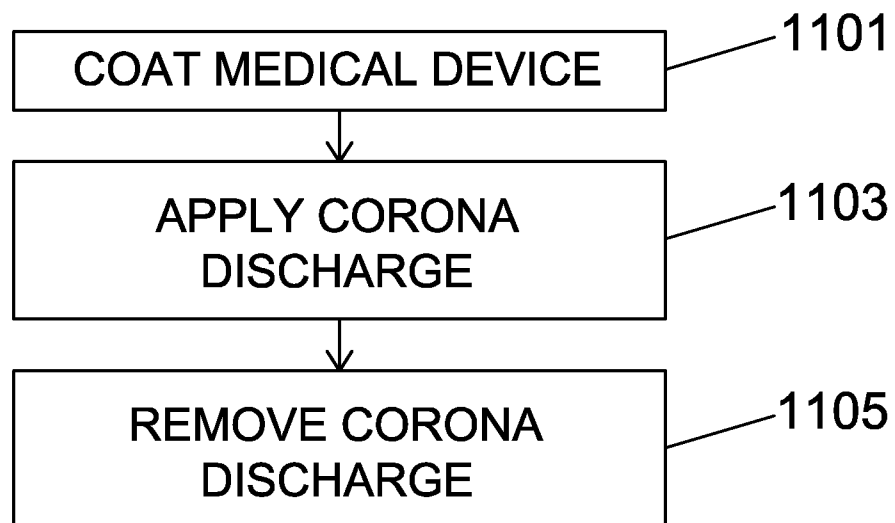 COAT MEDICAL DEVICE
1101
APPLY CORONA
DISCHARGE
1103
REMOVE CORONA
DISCHARGE
1105